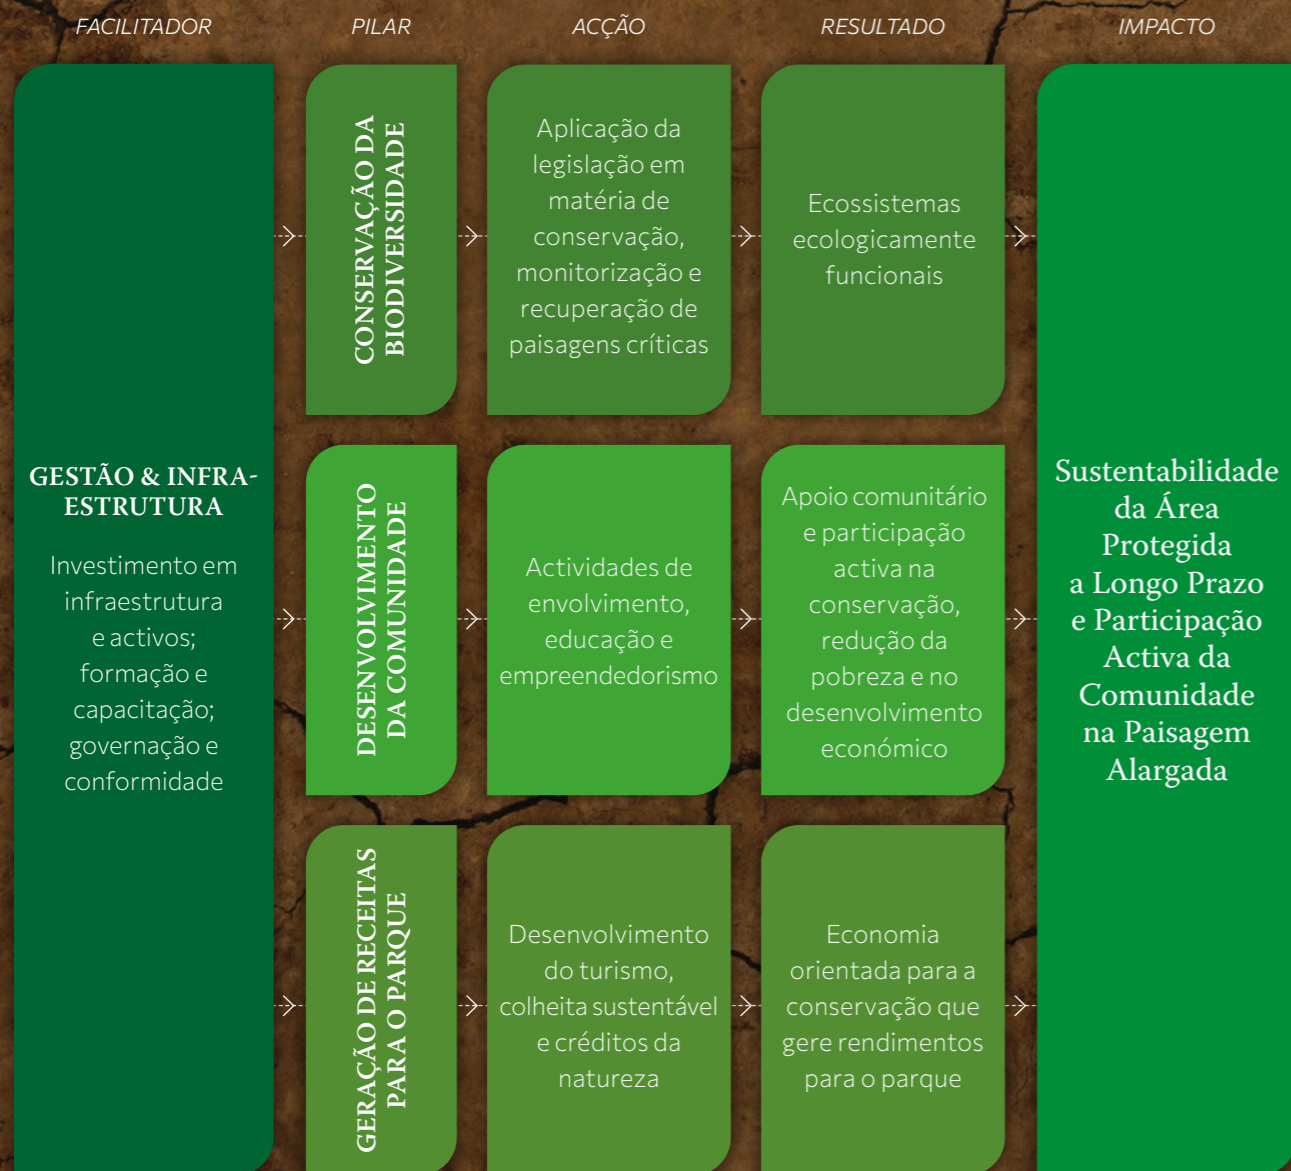 FACILITADOR
PILAR
ACÇÃO
RESULTADO
IMPACTO
GESTÃO & INFRA-
ESTRUTURA
Investimento em
infraestrutura
e activos;
formação e
capacitação;
governação e
conformidade
CONSERVAÇÃO DA
BIODIVERSIDADE
Aplicação da
legislação em
matéria de
conservação,
monitorização e
recuperação de
paisagens críticas
Ecossistemas
ecologicamente
funcionais
DESENVOLVIMENTO
DA COMUNIDADE
Actividades de
envolvimento,
educação e
empreendedorismo
Apoio comunitário
e participação
activa na
conservação,
redução da
pobreza e no
desenvolvimento
económico
GERAÇÃO DE RECEITAS
PARA O PARQUE
Desenvolvimento
do turismo,
colheita sustentável
e créditos da
natureza
Economia
orientada para a
conservação que
gere rendimentos
para o parque
Sustentabilidade
da Área
Protegida
a Longo Prazo
e Participação
Activa da
Comunidade
na Paisagem
Alargada